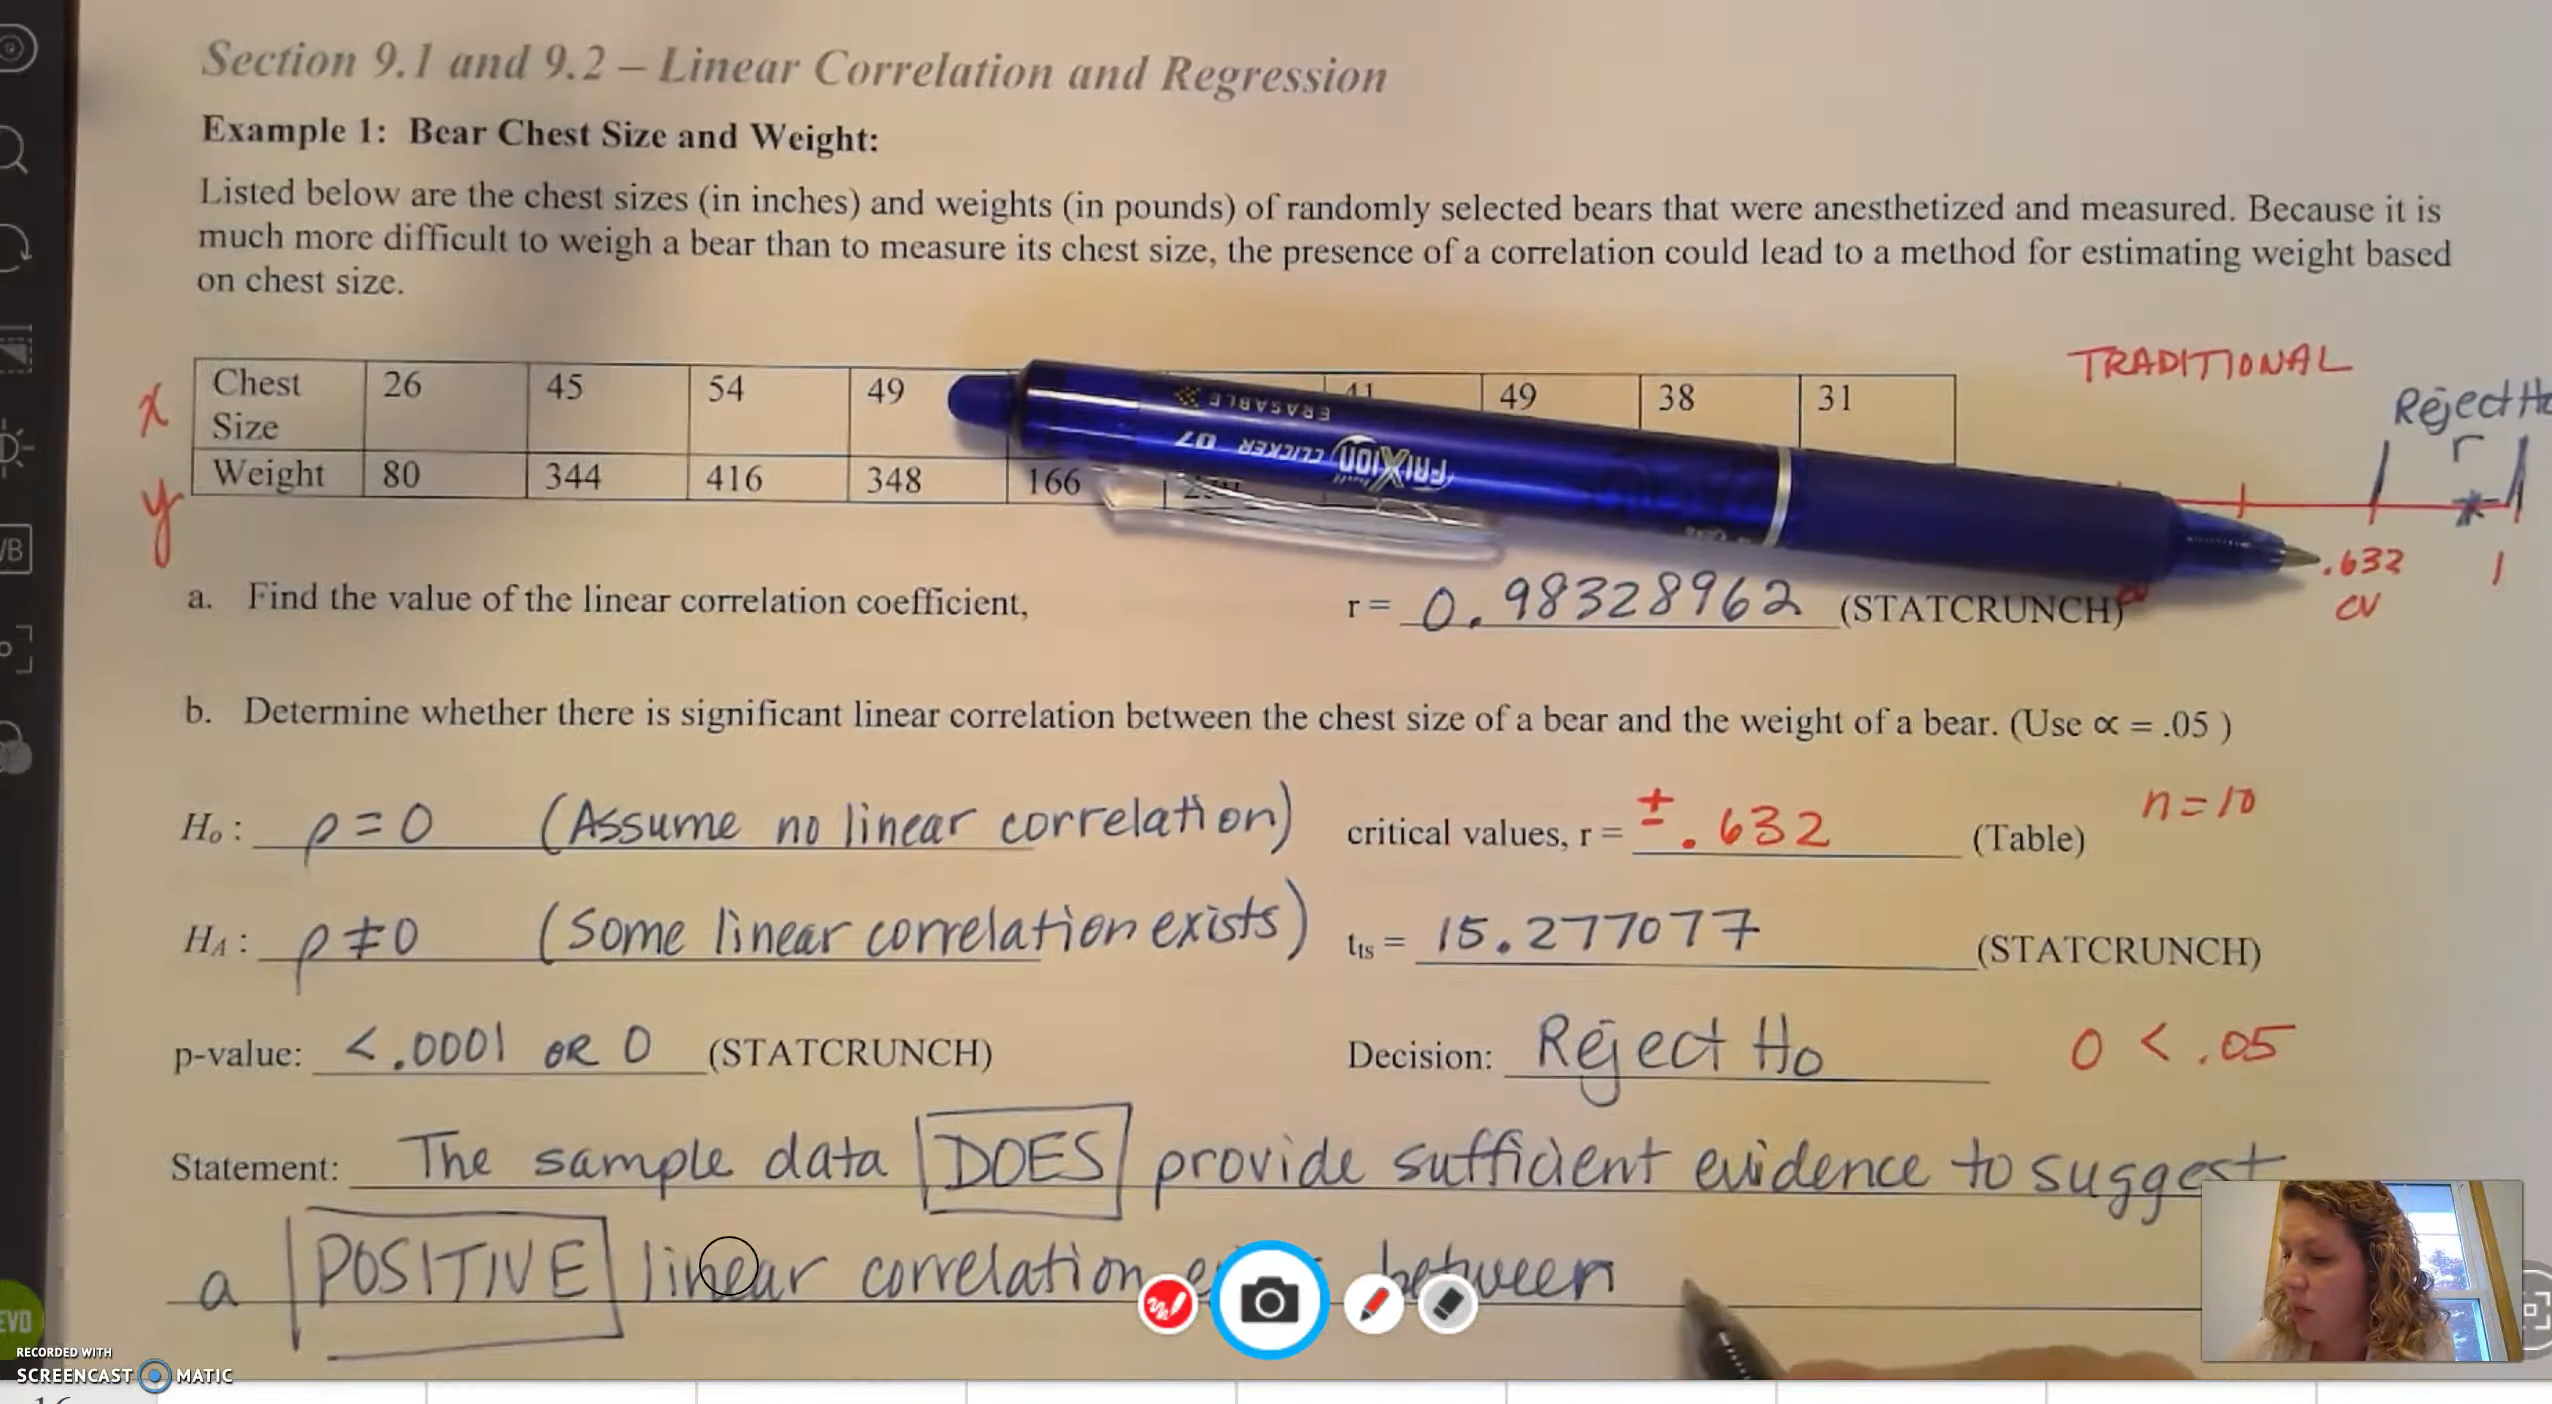 Section 9.1 and 9.2 – Linear Correlation and Regression
Example 1: Bear Chest Size and Weight:
Listed below are the chest sizes (in inches) and weights (in pounds) of randomly selected bears that were anesthetized and measured. Because it is
much more difficult to weigh a bear than to measure its chest size, the presence of a correlation could lead to a method for estimating weight based
on chest size.
TRADITIONAL
Reject Ho
r
x Chest Size 26 45 54 49 41 49 38 31
y Weight 80 344 416 348 166
ERASABLE
FRIXION CLICKER 07
.632 1
CV
a. Find the value of the linear correlation coefficient, r = 0.98328962 (STATCRUNCH)
b. Determine whether there is significant linear correlation between the chest size of a bear and the weight of a bear. (Use ∝ = .05 )
Ho : ρ = 0 (Assume no linear correlation) critical values, r = ± .632 (Table) n = 10
HA : ρ ≠ 0 (Some linear correlation exists) tts = 15.277077 (STATCRUNCH)
p-value: < .0001 OR 0 (STATCRUNCH) Decision: Reject Ho 0 < .05
Statement: The sample data DOES provide sufficient evidence to suggest
a POSITIVE linear correlation between
EVO
RECORDED WITH
SCREENCAST MATIC